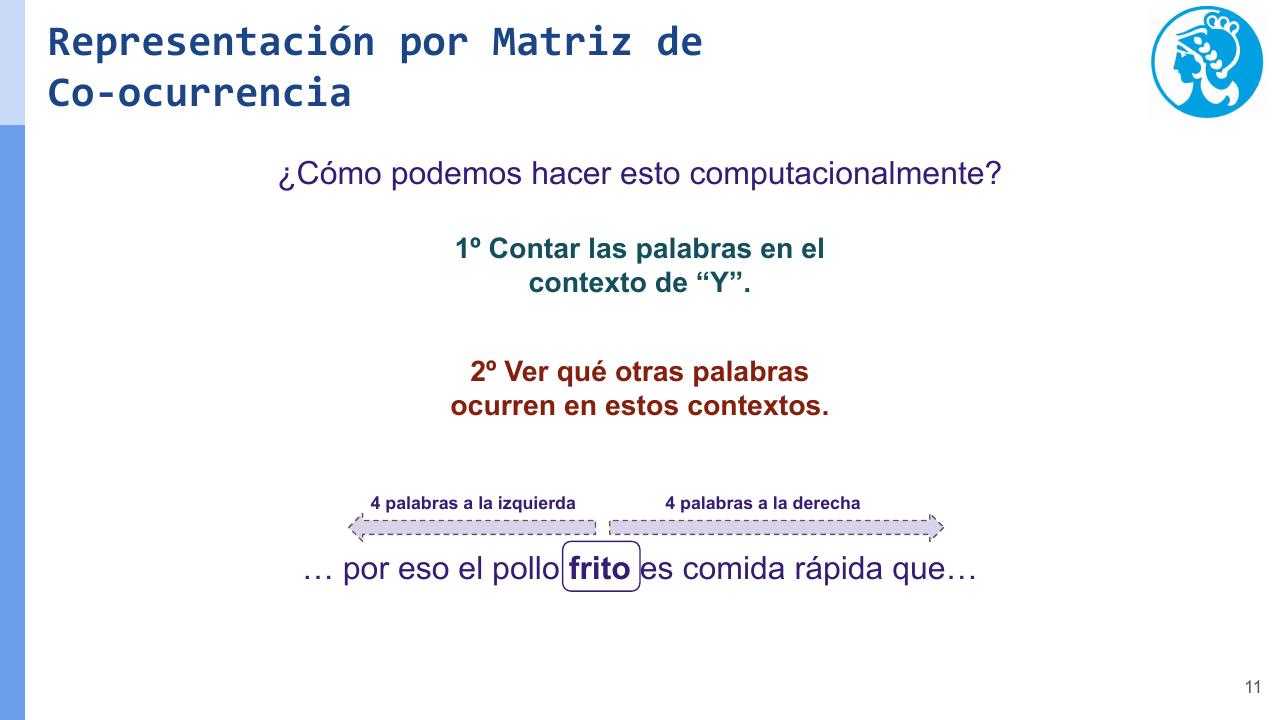 Representación por Matriz de
Co-ocurrencia
¿Cómo podemos hacer esto computacionalmente?
1º Contar las palabras en el
contexto de “Y”.
2º Ver qué otras palabras
ocurren en estos contextos.
4 palabras a la izquierda
4 palabras a la derecha
… por eso el pollo frito es comida rápida que…
11